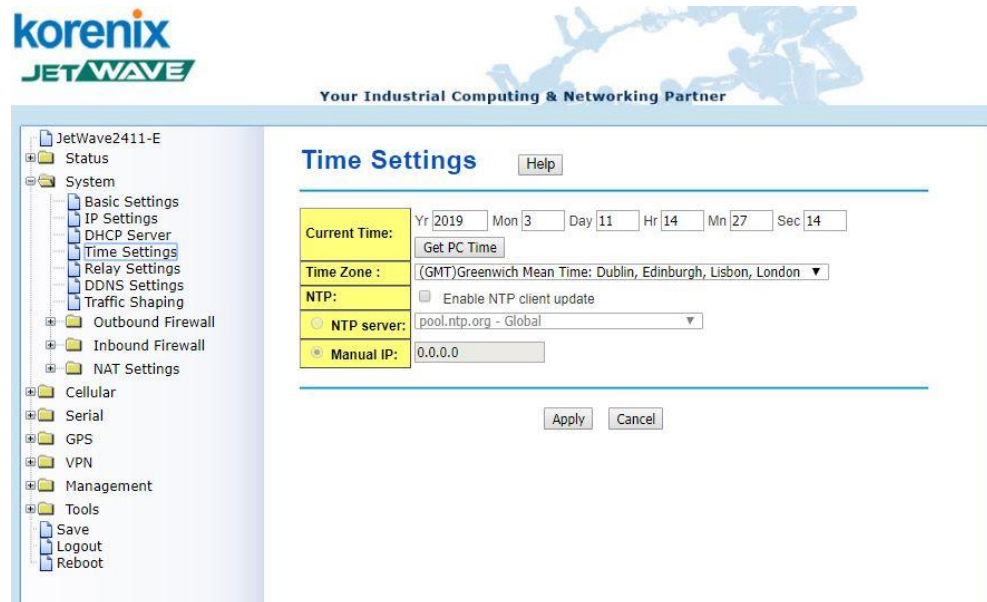 korenix
JETWAVE
Your Industrial Computing & Networking Partner
JetWave2411-E
Status
System
Basic Settings
IP Settings
DHCP Server
Time Settings
Relay Settings
DDNS Settings
Traffic Shaping
Outbound Firewall
Inbound Firewall
NAT Settings
Cellular
Serial
GPS
VPN
Management
Tools
Save
Logout
Reboot
Time Settings Help
Current Time: Yr 2019 Mon 3 Day 11 Hr 14 Mn 27 Sec 14
Get PC Time
Time Zone : (GMT)Greenwich Mean Time: Dublin, Edinburgh, Lisbon, London
NTP: Enable NTP client update
NTP server: pool.ntp.org - Global
Manual IP: 0.0.0.0
Apply Cancel